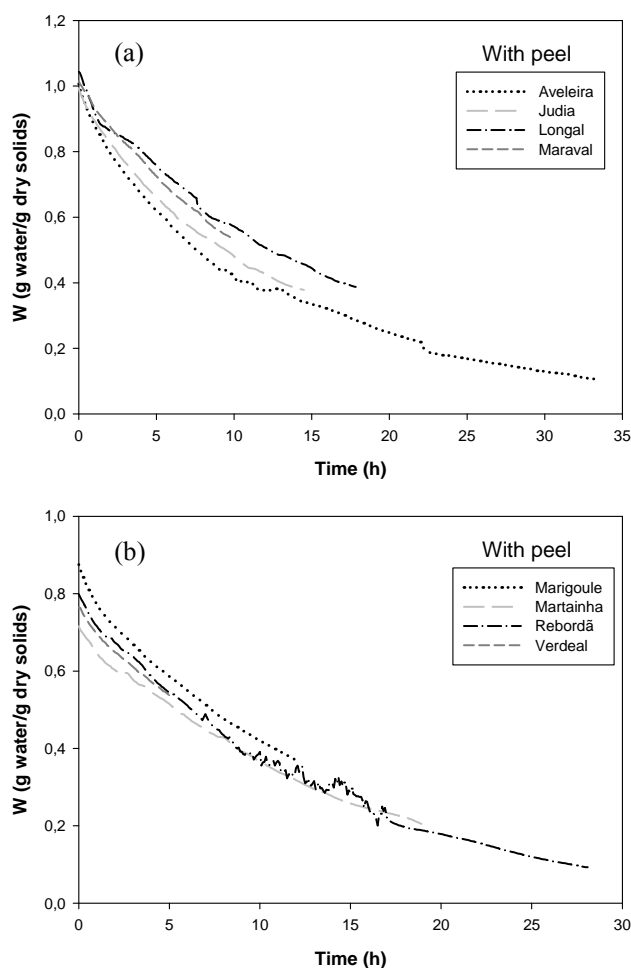 (a)
With peel
Aveleira
Judia
Longal
Maraval
W (g water/g dry solids)
1,2
1,0
0,8
0,6
0,4
0,2
0,0
0 5 10 15 20 25 30 35
Time (h)
(b)
With peel
Marigoule
Martainha
Rebordã
Verdeal
W (g water/g dry solids)
1,0
0,8
0,6
0,4
0,2
0,0
0 5 10 15 20 25 30
Time (h)